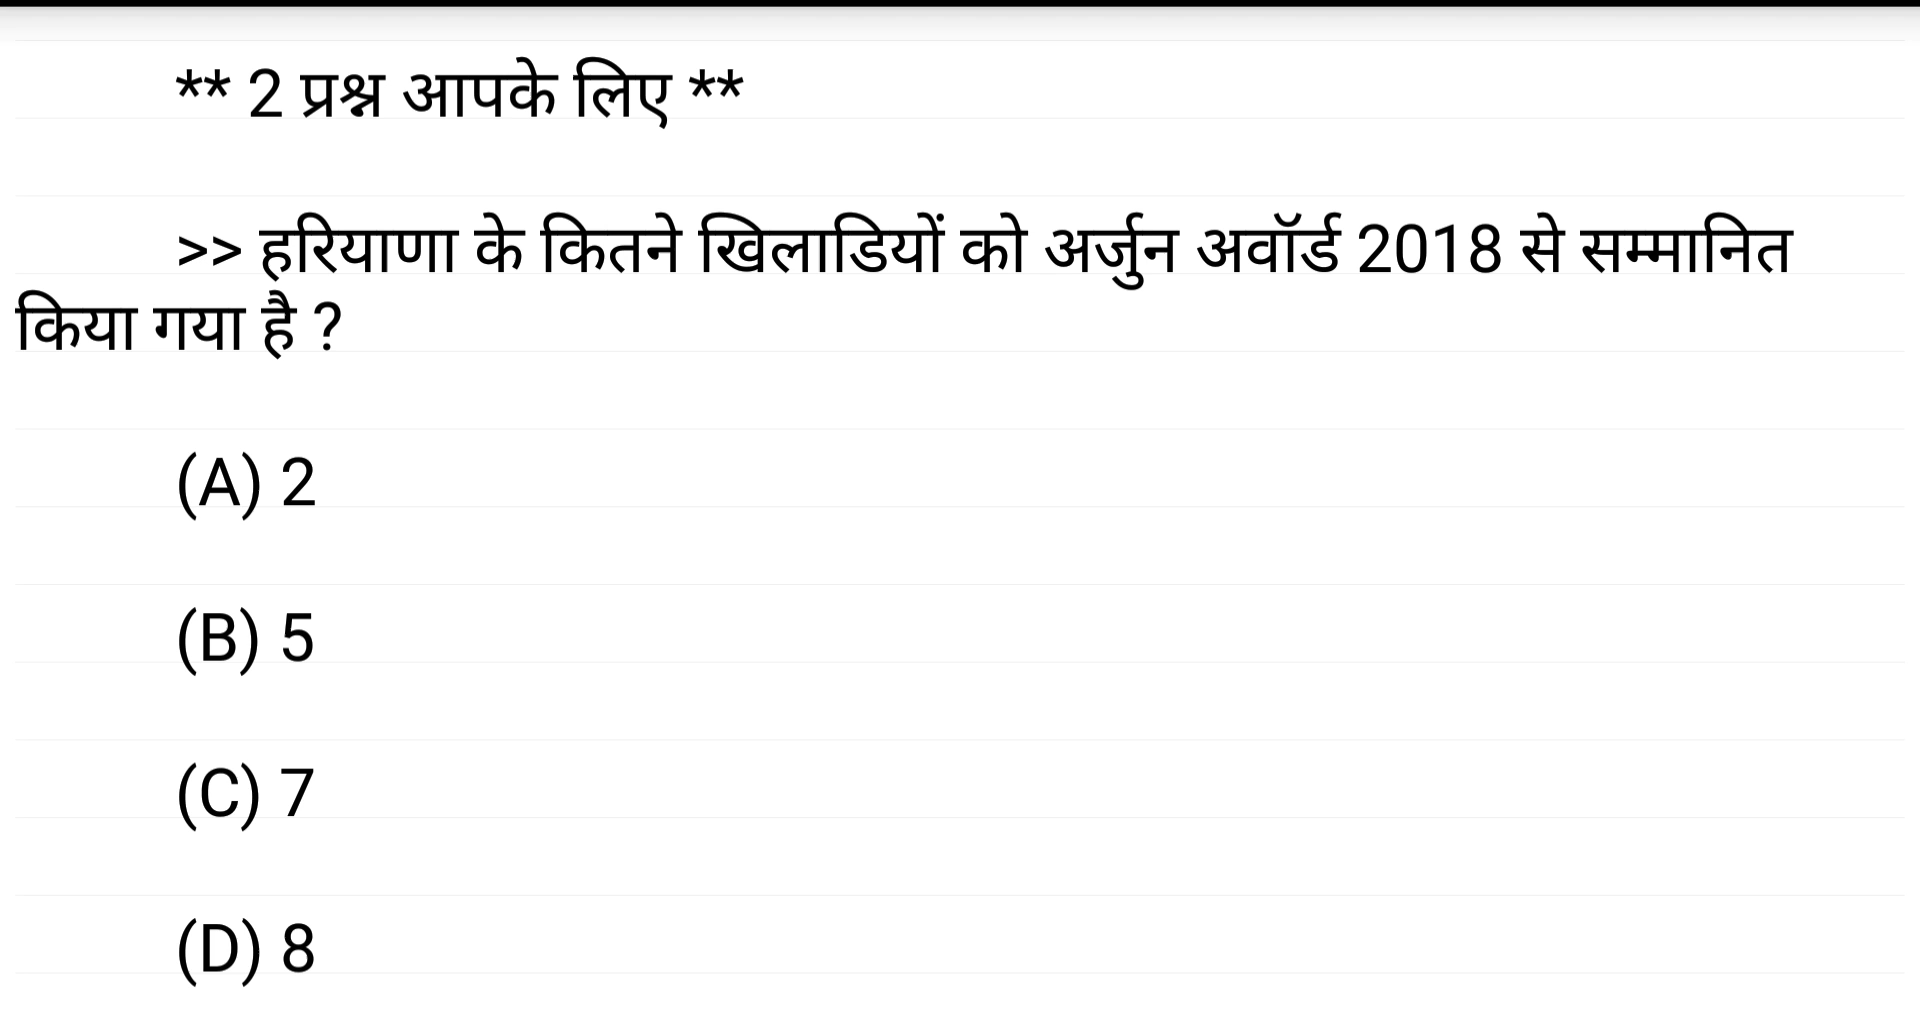 ** 2 प्रश्न आपके लिए **
>> हरियाणा के कितने खिलाडियों को अर्जुन अवॉर्ड 2018 से सम्मानित
किया गया है ?
(A) 2
(B) 5
(C) 7
(D) 8